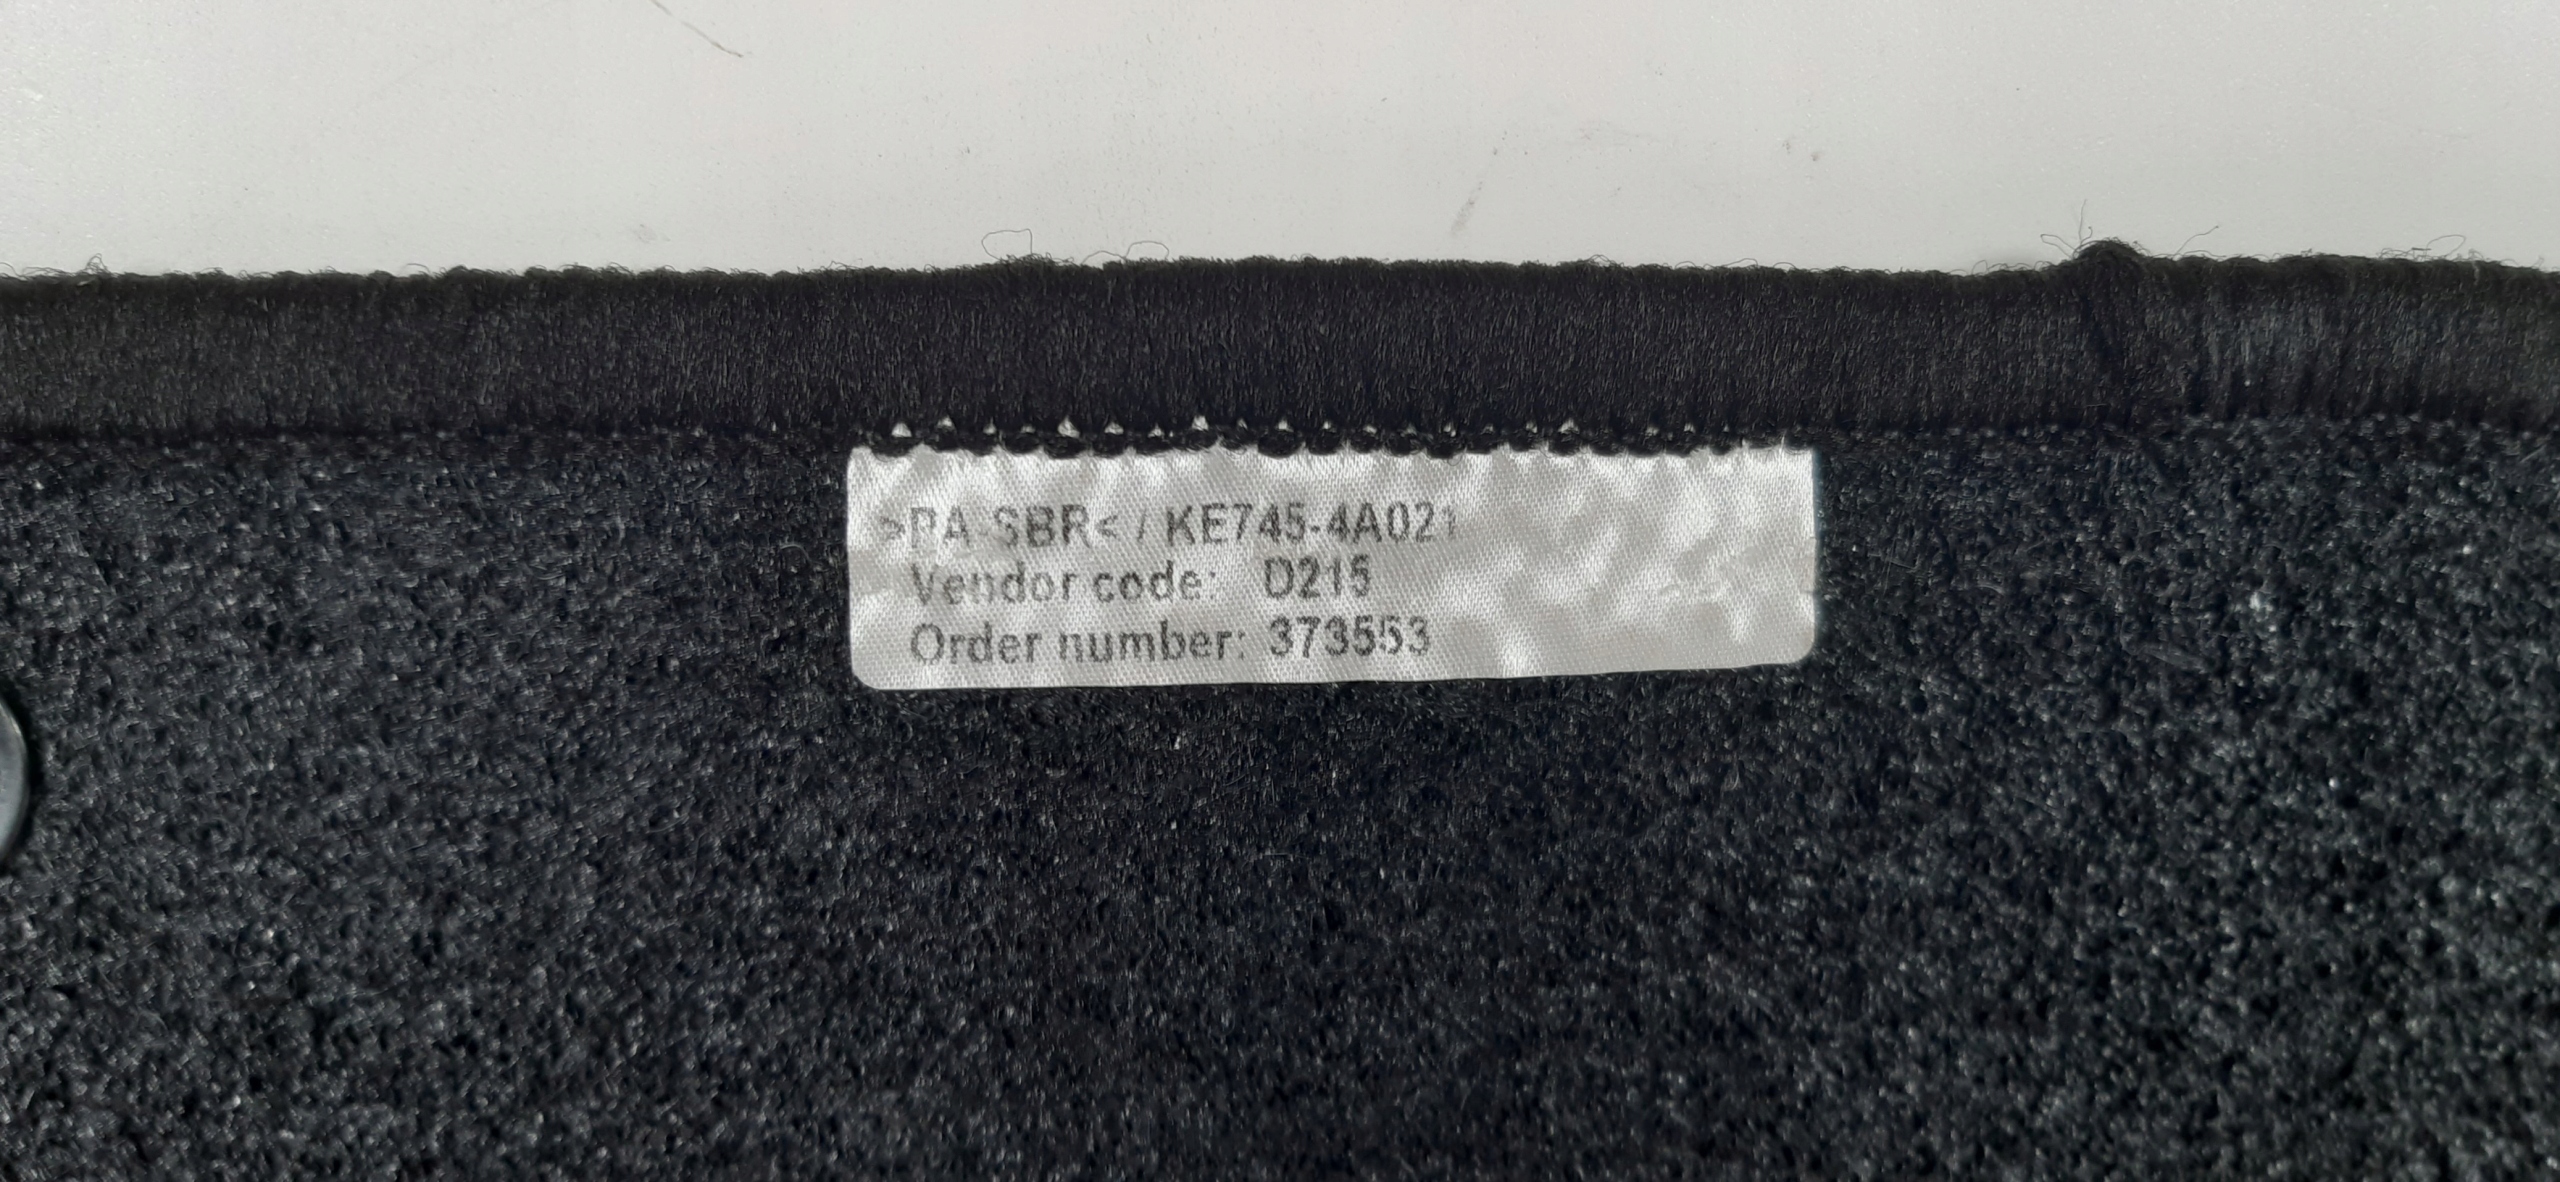 >PA-SBR< / KE745-4A021
Vendor code: D215
Order number: 373553